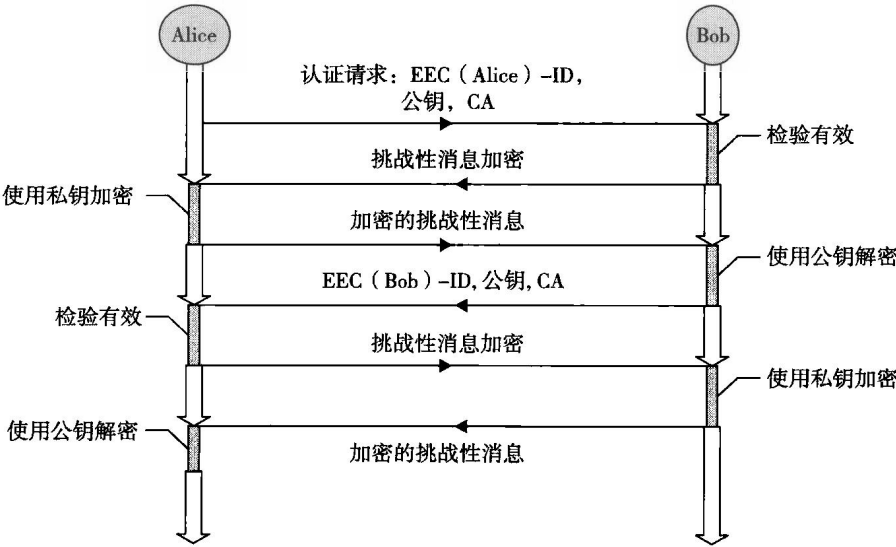 Alice
Bob
认证请求：EEC（Alice）-ID，
公钥，CA
检验有效
挑战性消息加密
使用私钥加密
加密的挑战性消息
使用公钥解密
EEC（Bob）-ID,公钥,CA
检验有效
挑战性消息加密
使用私钥加密
使用公钥解密
加密的挑战性消息